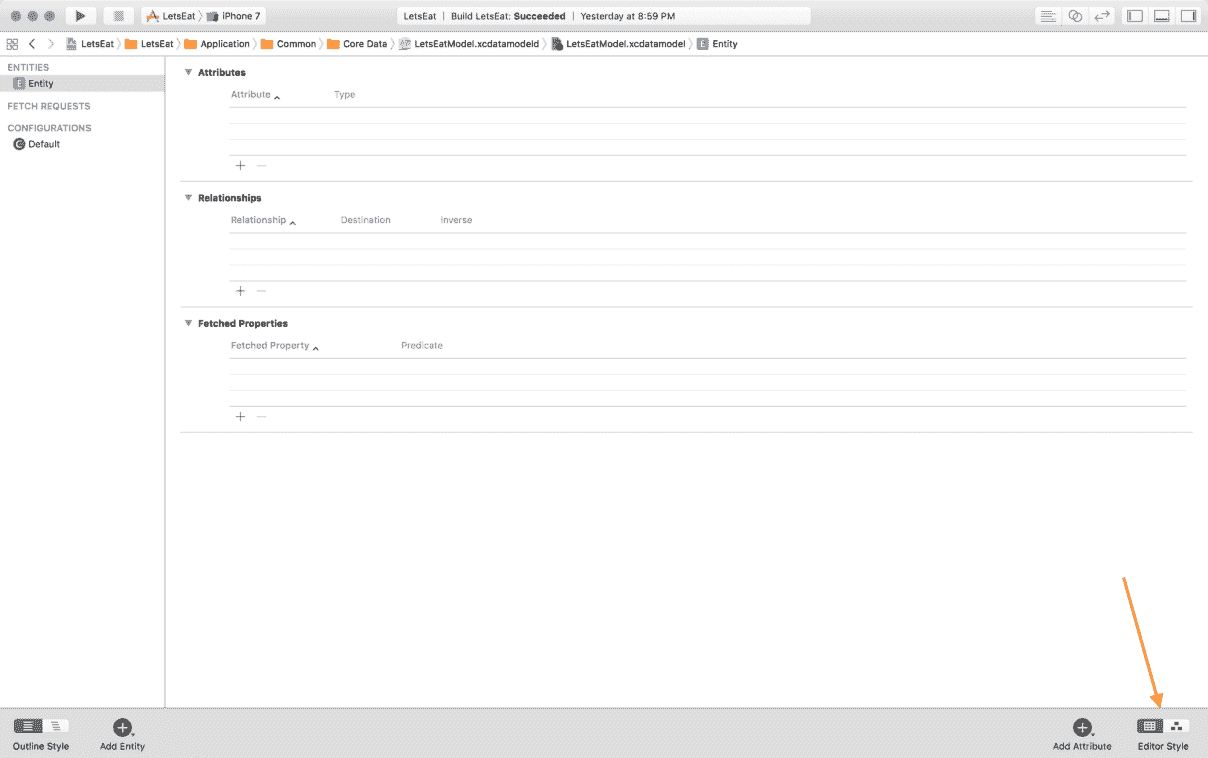 LetsEat iPhone 7 LetsEat | Build LetsEat: Succeeded | Yesterday at 8:59 PM
LetsEat LetsEat Application Common Core Data LetsEatModel.xcdatamodeld LetsEatModel.xcdatamodel E Entity
ENTITIES
E Entity
FETCH REQUESTS
CONFIGURATIONS
C Default
Attributes
Attribute Type
Relationships
Relationship Destination Inverse
Fetched Properties
Fetched Property Predicate
Outline Style Add Entity Add Attribute Editor Style